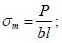 σₘ = P/bl;